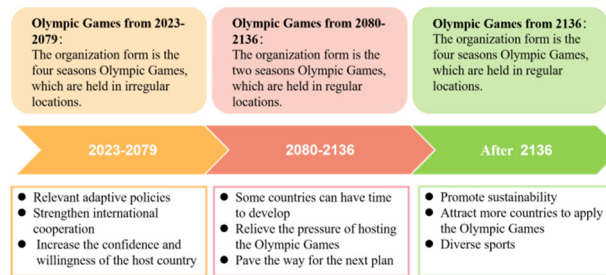 Olympic Games from 2023-
2079:
The organization form is the
four seasons Olympic Games,
which are held in irregular
locations.
Olympic Games from 2080-
2136:
The organization form is the
two seasons Olympic Games,
which are held in regular
locations.
Olympic Games from 2136:
The organization form is the
four seasons Olympic Games,
which are held in regular
locations.
2023-2079
2080-2136
After 2136
● Relevant adaptive policies
● Strengthen international
cooperation
● Increase the confidence and
willingness of the host country
● Some countries can have time
to develop
● Relieve the pressure of hosting
the Olympic Games
● Pave the way for the next plan
● Promote sustainability
● Attract more countries to apply
the Olympic Games
● Diverse sports